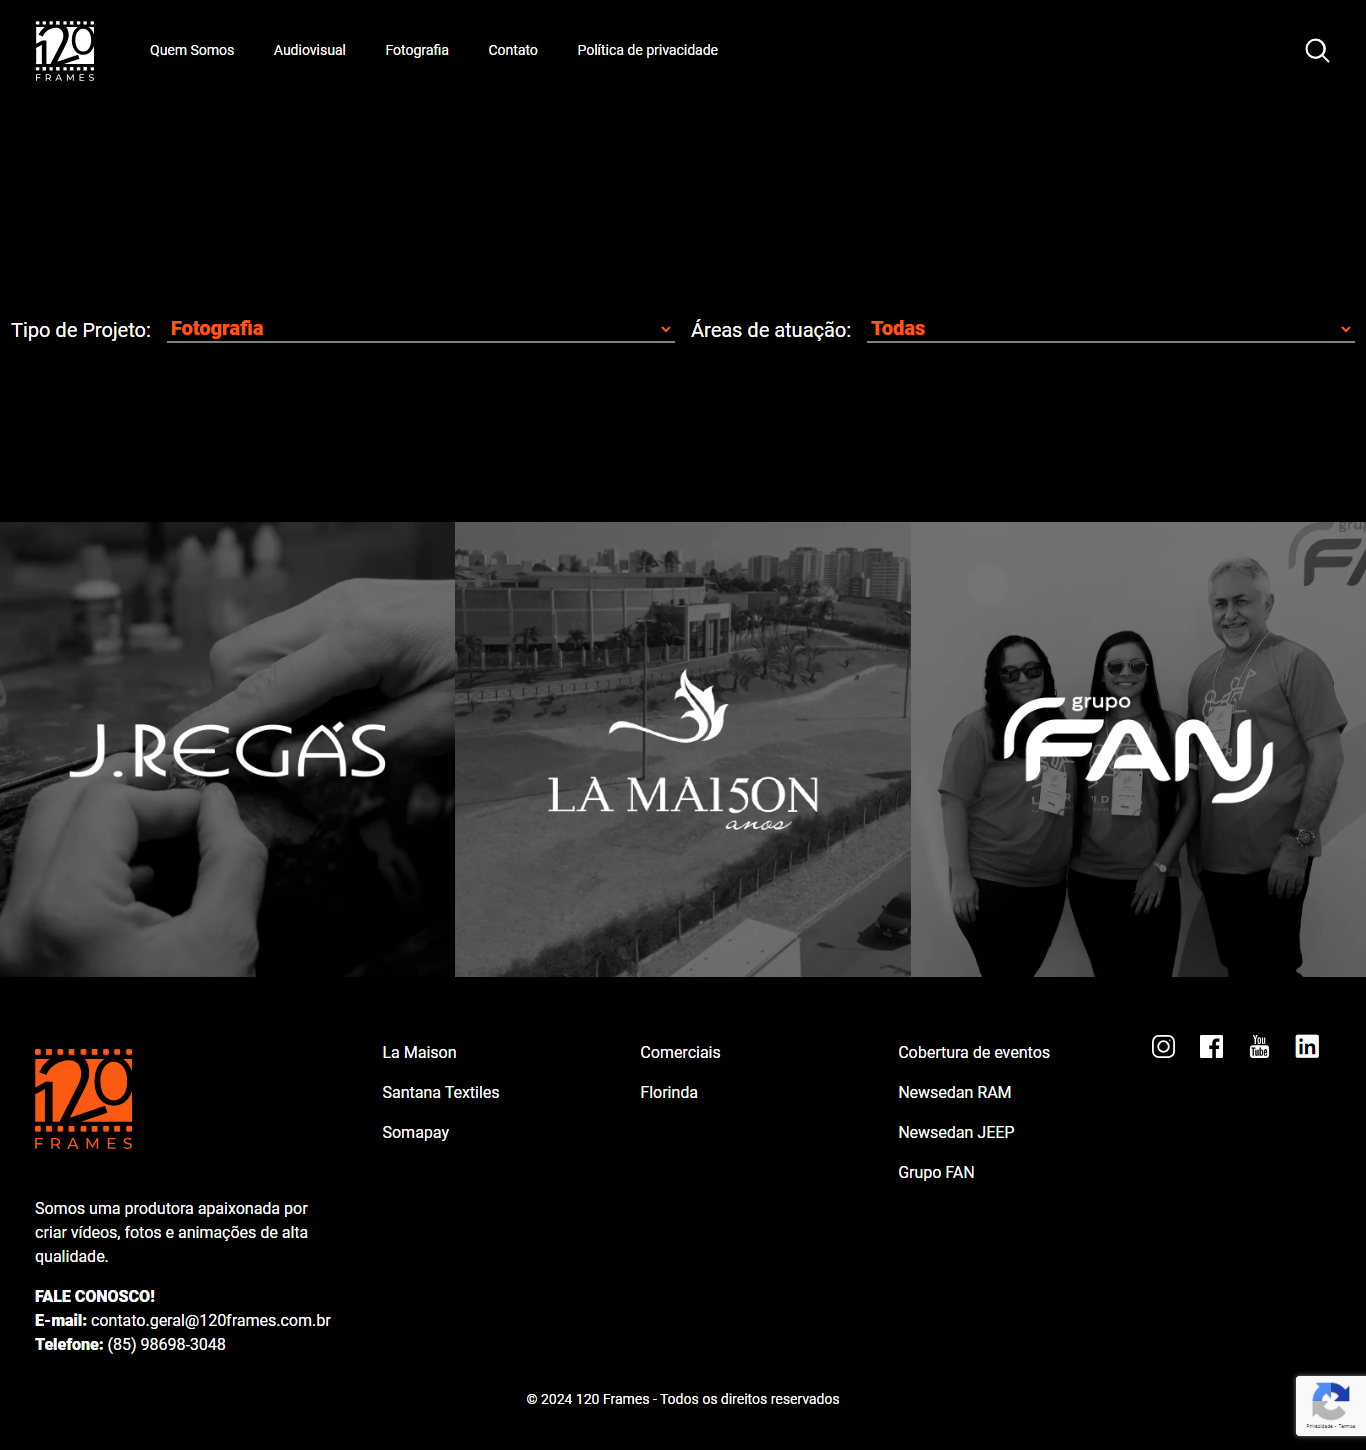 120
FRAMES
Quem Somos
Audiovisual
Fotografia
Contato
Política de privacidade
Tipo de Projeto:
Fotografia
Áreas de atuação:
Todas
J.REGÁS
LA MA15ON
anos
grupo
FAN
120
FRAMES
Somos uma produtora apaixonada por
criar vídeos, fotos e animações de alta
qualidade.
FALE CONOSCO!
E-mail: contato.geral@120frames.com.br
Telefone: (85) 98698-3048
La Maison
Santana Textiles
Somapay
Comerciais
Florinda
Cobertura de eventos
Newsedan RAM
Newsedan JEEP
Grupo FAN
You
Tube
in
© 2024 120 Frames - Todos os direitos reservados
Privacidade - Termos